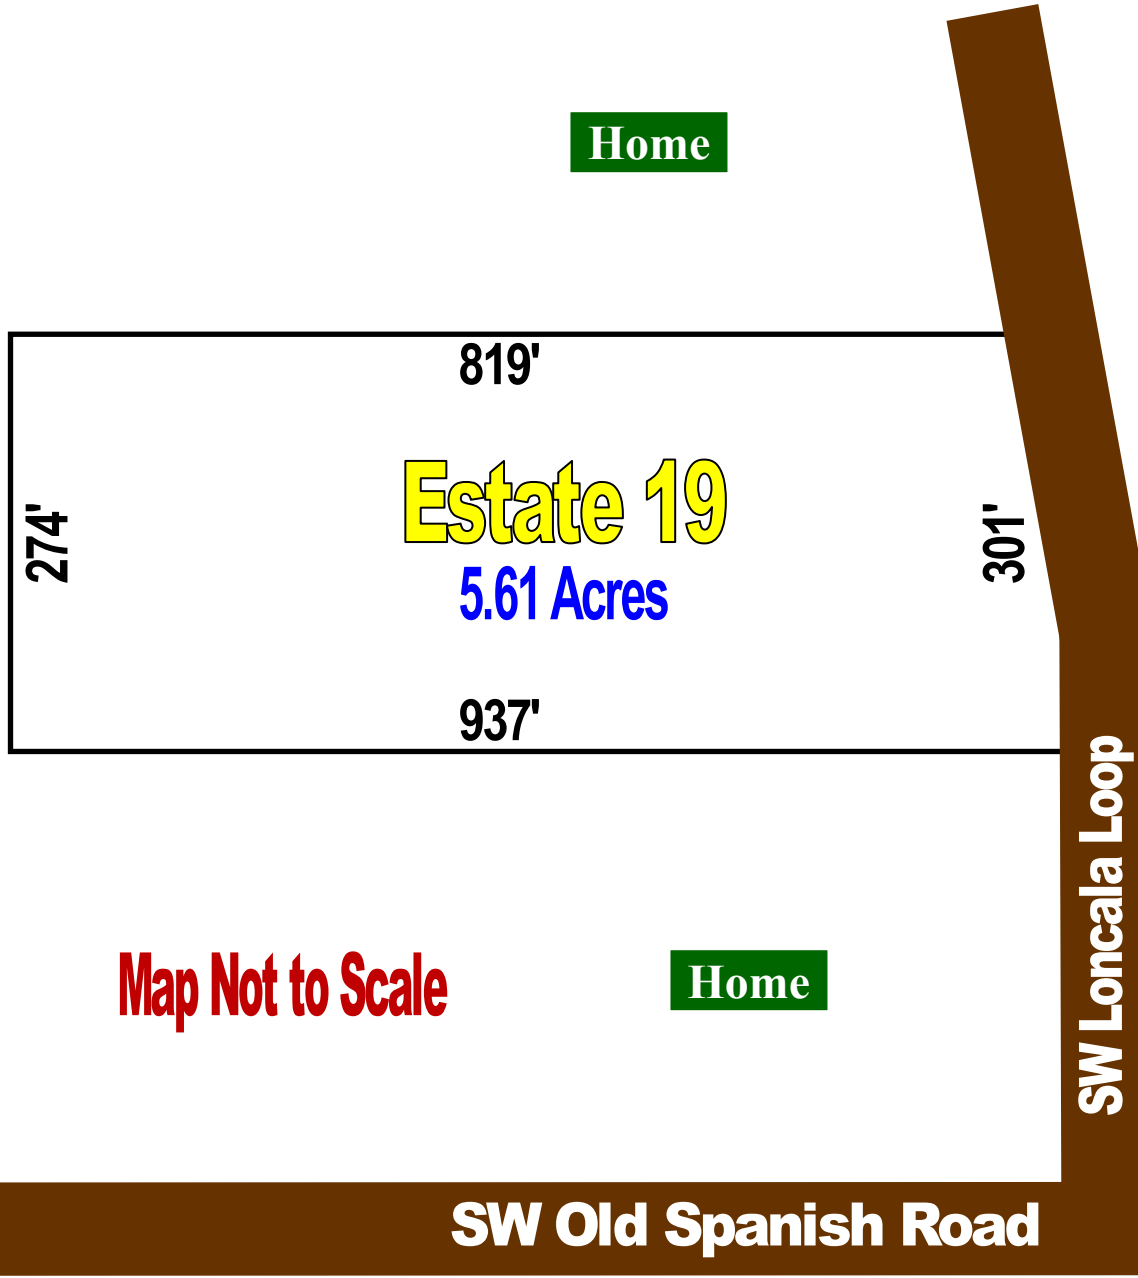 Home
819'
Estate 19
274'
301'
5.61 Acres
937'
SW Loncala Loop
Map Not to Scale
Home
SW Old Spanish Road